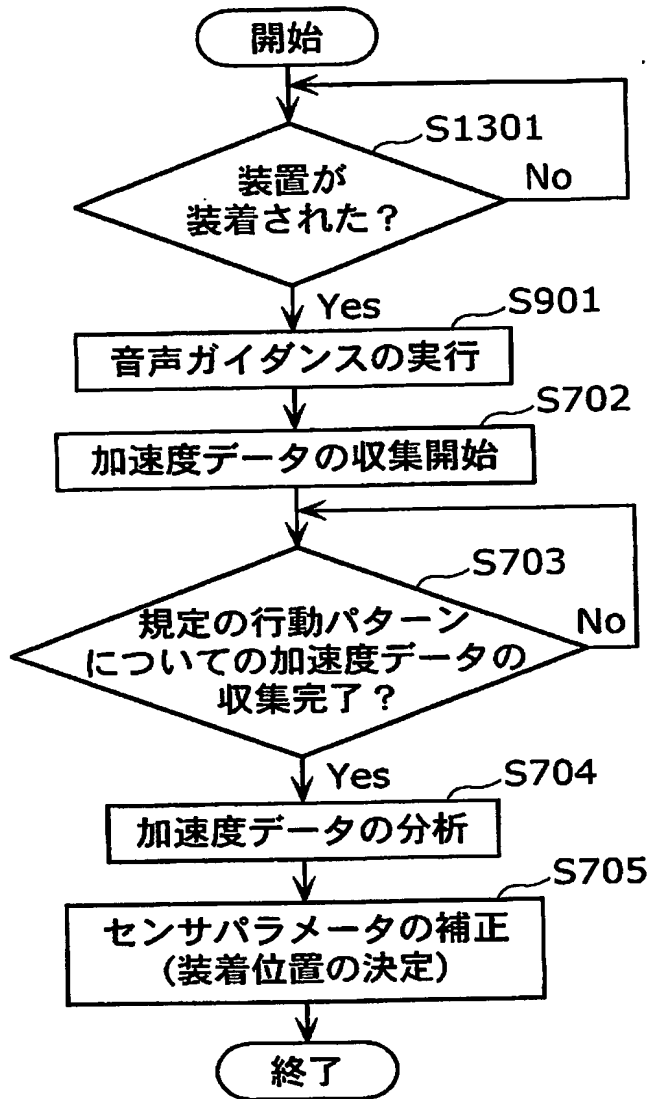 開始
S1301
装置が
装着された？
No
Yes
S901
音声ガイダンスの実行
S702
加速度データの収集開始
S703
規定の行動パターン
についての加速度データの
収集完了？
No
Yes
S704
加速度データの分析
S705
センサパラメータの補正
(装着位置の決定)
終了